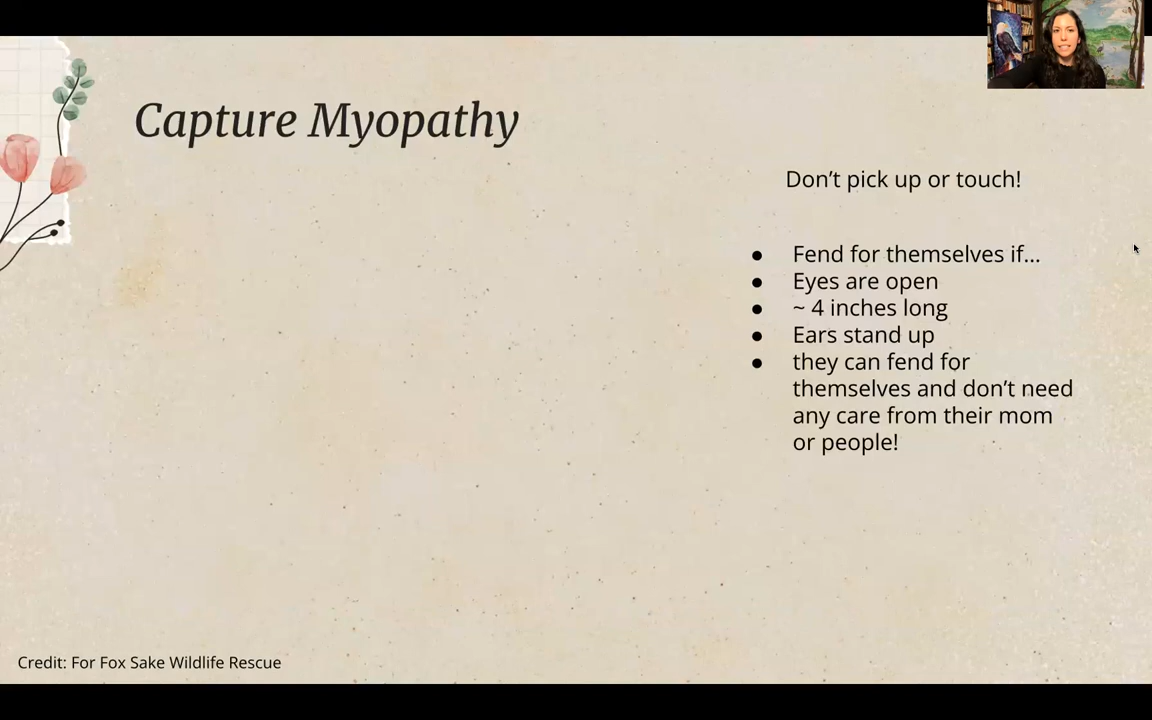 Capture Myopathy
Don’t pick up or touch!
● Fend for themselves if...
● Eyes are open
● ~ 4 inches long
● Ears stand up
● they can fend for
themselves and don’t need
any care from their mom
or people!
Credit: For Fox Sake Wildlife Rescue